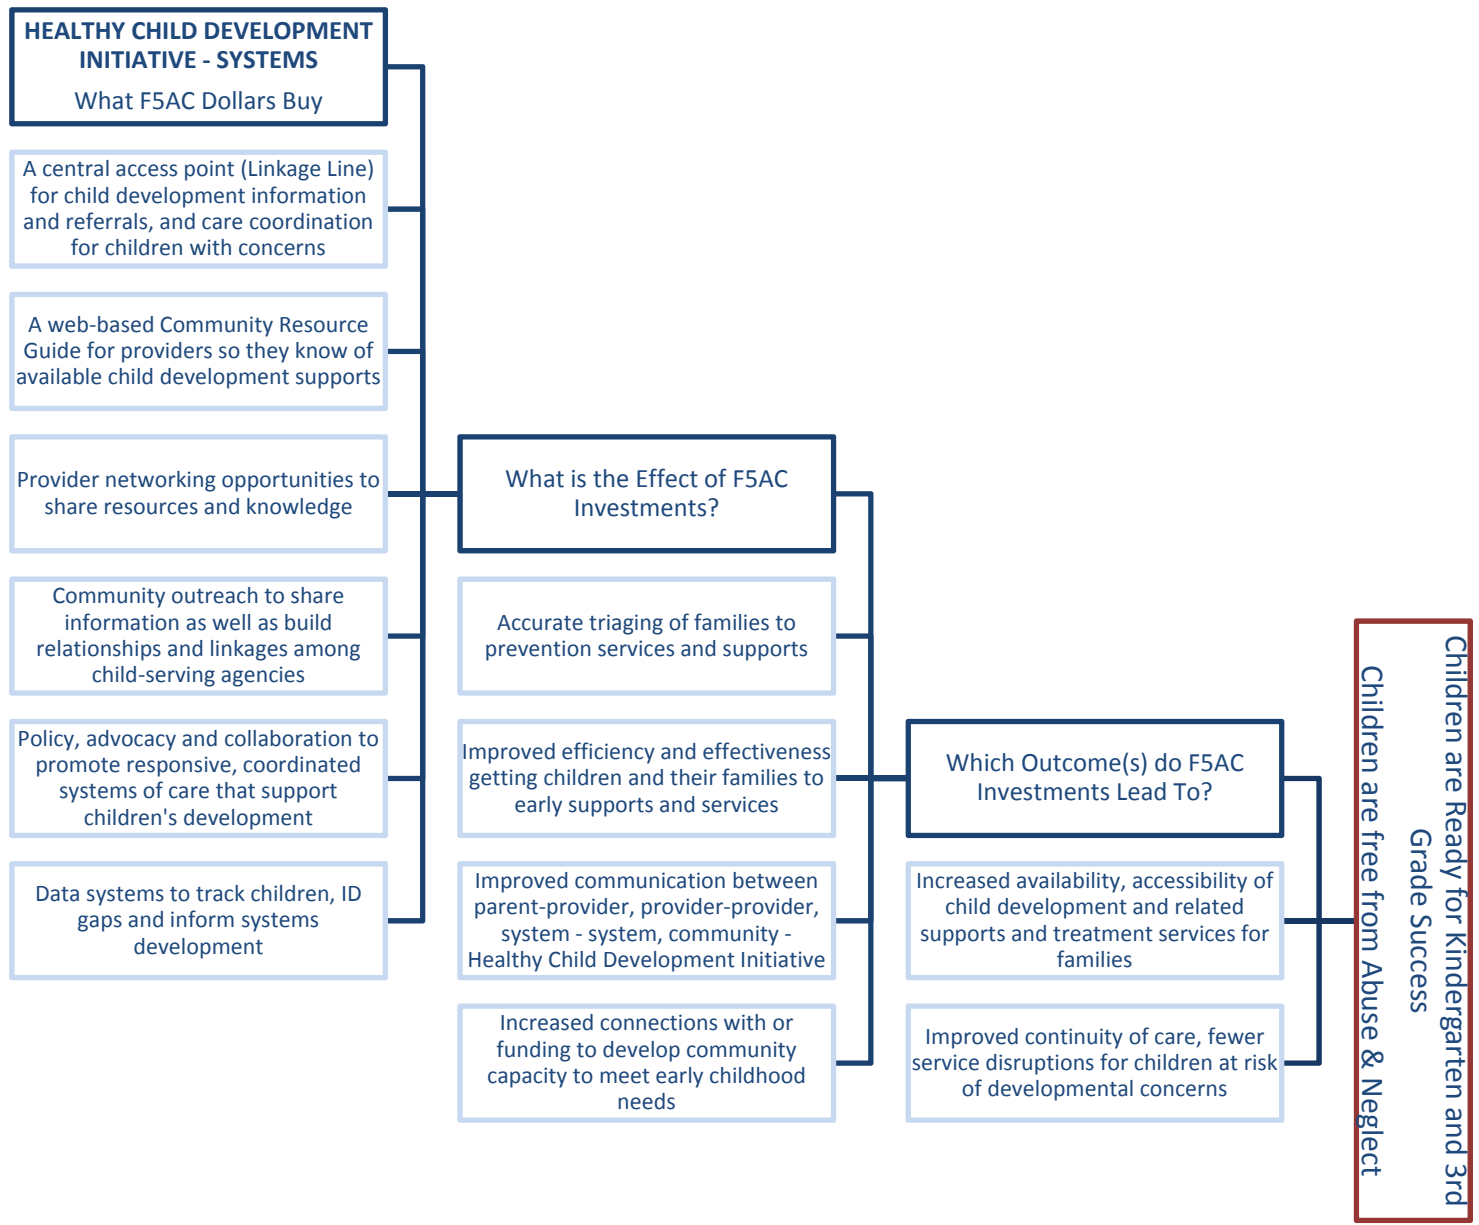 HEALTHY CHILD DEVELOPMENT
INITIATIVE - SYSTEMS
What F5AC Dollars Buy
A central access point (Linkage Line)
for child development information
and referrals, and care coordination
for children with concerns
A web-based Community Resource
Guide for providers so they know of
available child development supports
Provider networking opportunities to
share resources and knowledge
Community outreach to share
information as well as build
relationships and linkages among
child-serving agencies
Policy, advocacy and collaboration to
promote responsive, coordinated
systems of care that support
children's development
Data systems to track children, ID
gaps and inform systems
development
What is the Effect of F5AC
Investments?
Accurate triaging of families to
prevention services and supports
Improved efficiency and effectiveness
getting children and their families to
early supports and services
Improved communication between
parent-provider, provider-provider,
system - system, community -
Healthy Child Development Initiative
Increased connections with or
funding to develop community
capacity to meet early childhood
needs
Which Outcome(s) do F5AC
Investments Lead To?
Increased availability, accessibility of
child development and related
supports and treatment services for
families
Improved continuity of care, fewer
service disruptions for children at risk
of developmental concerns
Children are Ready for Kindergarten and 3rd
Grade Success
Children are free from Abuse & Neglect